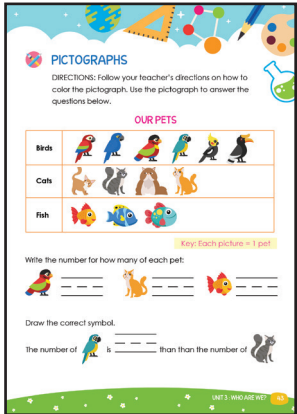 PICTOGRAPHS
DIRECTIONS: Follow your teacher's directions on how to
color the pictograph. Use the pictograph to answer the
questions below.
OUR PETS
Birds
Cats
Fish
Key: Each picture = 1 pet
Write the number for how many of each pet:
Draw the correct symbol.
The number of is than than the number of
UNIT 3 · WHO ARE WE? 63